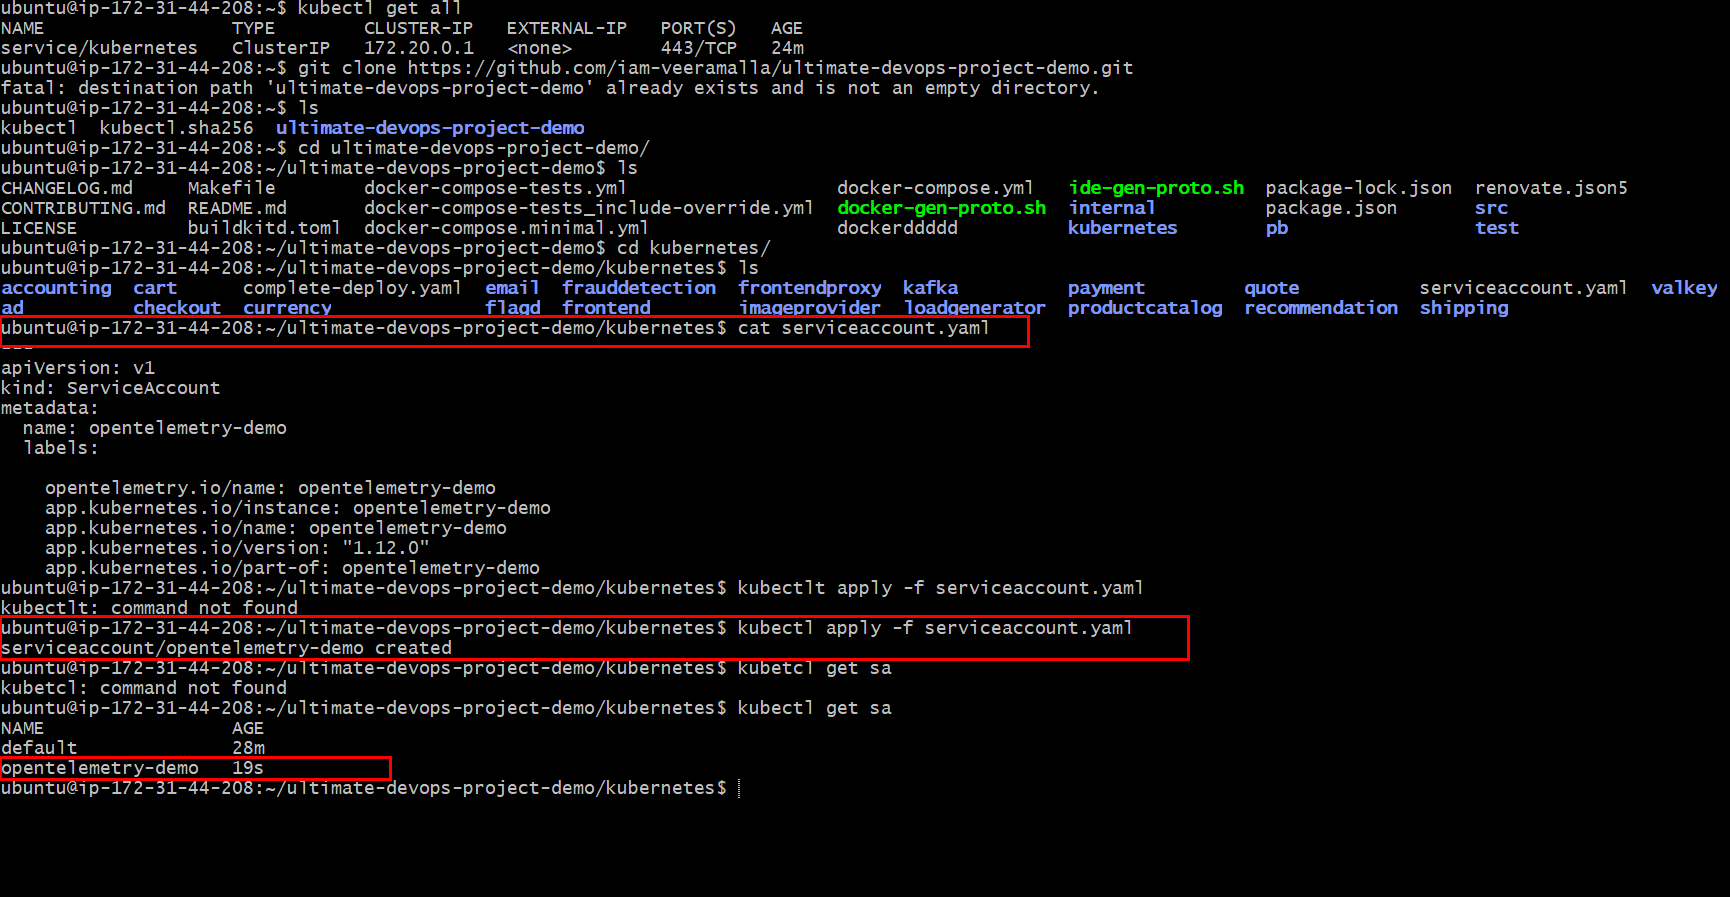 ubuntu@ip-172-31-44-208:~$ kubectl get all
NAME                 TYPE        CLUSTER-IP   EXTERNAL-IP   PORT(S)   AGE
service/kubernetes   ClusterIP   172.20.0.1   <none>        443/TCP   24m
ubuntu@ip-172-31-44-208:~$ git clone https://github.com/iam-veeramalla/ultimate-devops-project-demo.git
fatal: destination path 'ultimate-devops-project-demo' already exists and is not an empty directory.
ubuntu@ip-172-31-44-208:~$ ls
kubectl  kubectl.sha256  ultimate-devops-project-demo
ubuntu@ip-172-31-44-208:~$ cd ultimate-devops-project-demo/
ubuntu@ip-172-31-44-208:~/ultimate-devops-project-demo$ ls
CHANGELOG.md     Makefile        docker-compose-tests.yml                   docker-compose.yml   ide-gen-proto.sh  package-lock.json  renovate.json5
CONTRIBUTING.md  README.md       docker-compose-tests_include-override.yml  docker-gen-proto.sh  internal          package.json       src
LICENSE          buildkitd.toml  docker-compose.minimal.yml                 dockerddddd          kubernetes        pb                 test
ubuntu@ip-172-31-44-208:~/ultimate-devops-project-demo$ cd kubernetes/
ubuntu@ip-172-31-44-208:~/ultimate-devops-project-demo/kubernetes$ ls
accounting  cart      complete-deploy.yaml  email  frauddetection  frontendproxy  kafka          payment         quote           serviceaccount.yaml  valkey
ad          checkout  currency              flagd  frontend        imageprovider  loadgenerator  productcatalog  recommendation  shipping
ubuntu@ip-172-31-44-208:~/ultimate-devops-project-demo/kubernetes$ cat serviceaccount.yaml
---
apiVersion: v1
kind: ServiceAccount
metadata:
  name: opentelemetry-demo
  labels:
    opentelemetry.io/name: opentelemetry-demo
    app.kubernetes.io/instance: opentelemetry-demo
    app.kubernetes.io/name: opentelemetry-demo
    app.kubernetes.io/version: "1.12.0"
    app.kubernetes.io/part-of: opentelemetry-demo
ubuntu@ip-172-31-44-208:~/ultimate-devops-project-demo/kubernetes$ kubectlt apply -f serviceaccount.yaml
kubectlt: command not found
ubuntu@ip-172-31-44-208:~/ultimate-devops-project-demo/kubernetes$ kubectl apply -f serviceaccount.yaml
serviceaccount/opentelemetry-demo created
ubuntu@ip-172-31-44-208:~/ultimate-devops-project-demo/kubernetes$ kubetcl get sa
kubetcl: command not found
ubuntu@ip-172-31-44-208:~/ultimate-devops-project-demo/kubernetes$ kubectl get sa
NAME                 AGE
default              28m
opentelemetry-demo   19s
ubuntu@ip-172-31-44-208:~/ultimate-devops-project-demo/kubernetes$